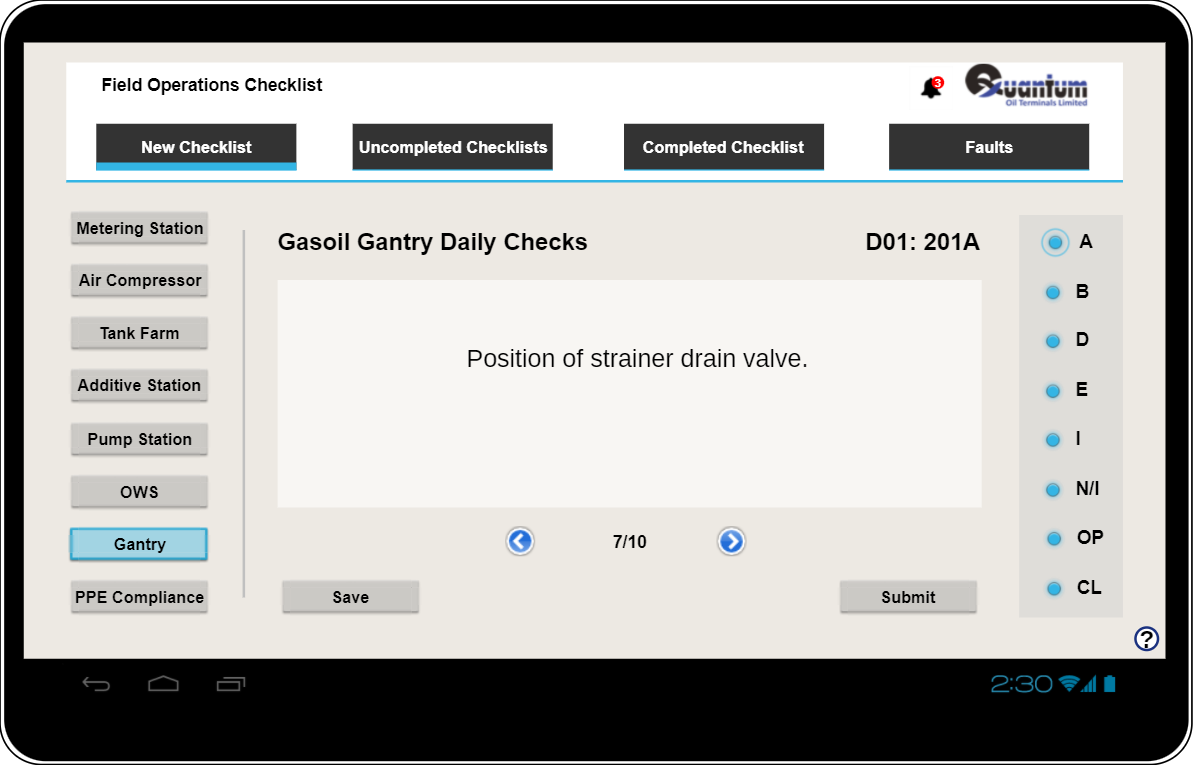 Field Operations Checklist
3
Quantum
Oil Terminals Limited
New Checklist
Uncompleted Checklists
Completed Checklist
Faults
Metering Station
Air Compressor
Tank Farm
Additive Station
Pump Station
OWS
Gantry
PPE Compliance
Gasoil Gantry Daily Checks
D01: 201A
Position of strainer drain valve.
7/10
Save
Submit
A
B
D
E
I
N/I
OP
CL
?
2:30